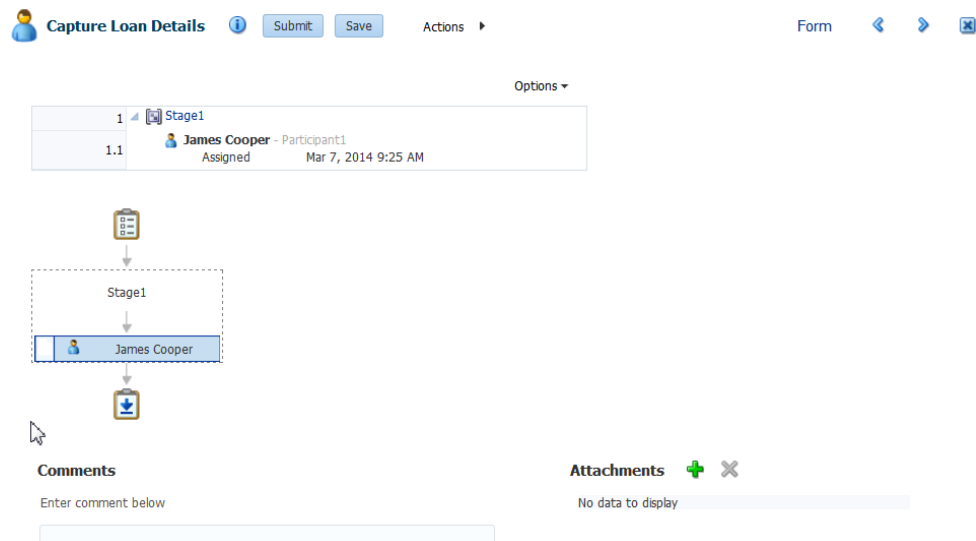 Capture Loan Details Submit Save Actions Form
Options
1 Stage1
James Cooper - Participant1
1.1
Assigned Mar 7, 2014 9:25 AM
Stage1
James Cooper
Comments Attachments
Enter comment below No data to display